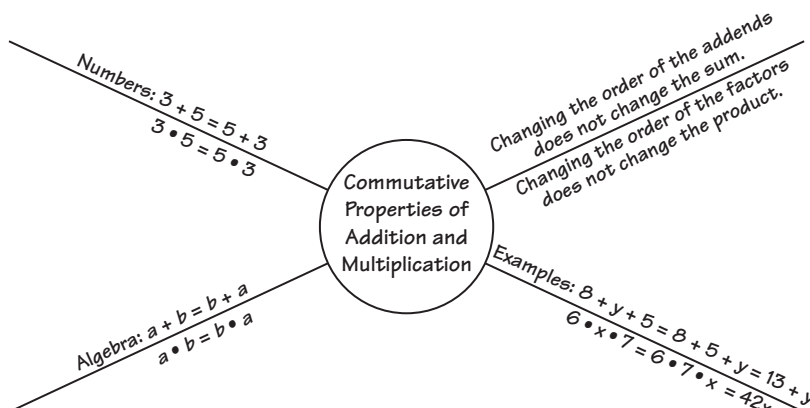 Numbers: 3 + 5 = 5 + 3
3 • 5 = 5 • 3
Changing the order of the addends
does not change the sum.
Changing the order of the factors
does not change the product.
Commutative
Properties of
Addition and
Multiplication
Algebra: a + b = b + a
a • b = b • a
Examples: 8 + y + 5 = 8 + 5 + y = 13 + y
6 • x • 7 = 6 • 7 • x = 42x